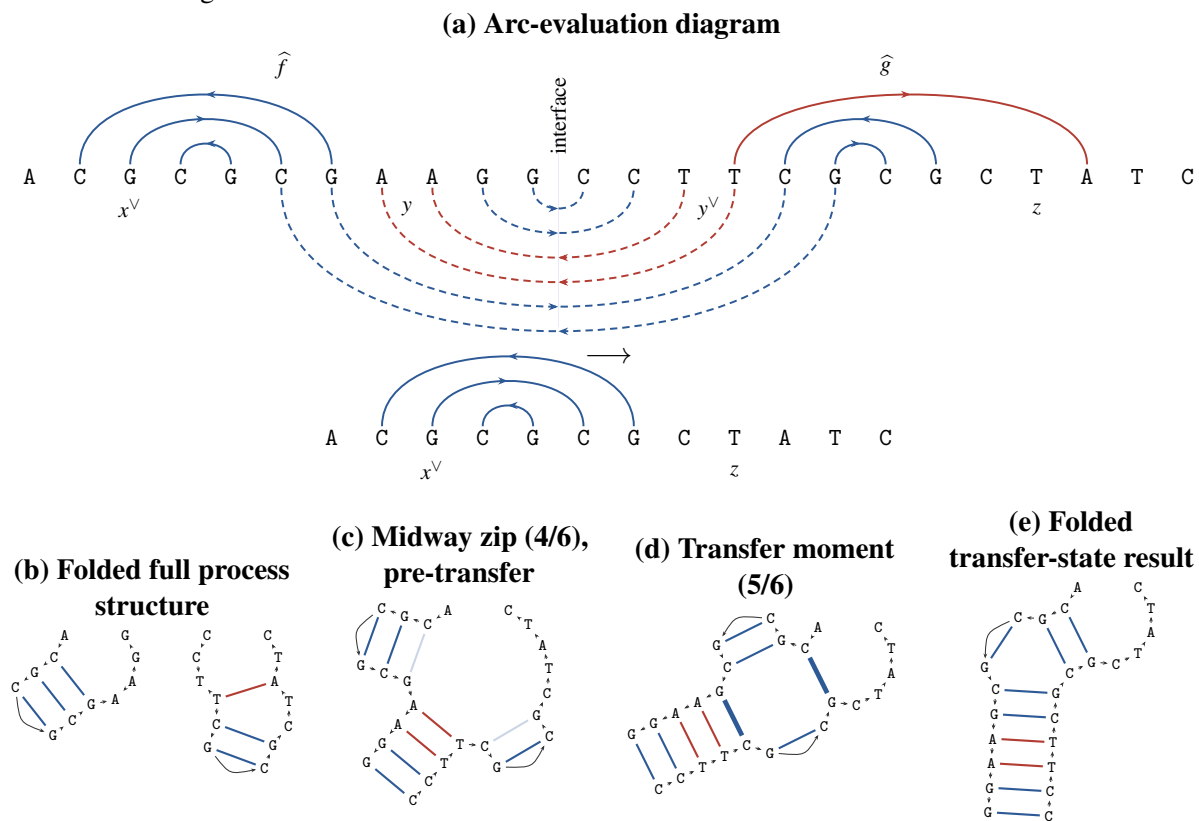 (a) Arc-evaluation diagram
f̂
ĝ
interface
A C G C G C G A A G G C C T T C G C G C T A T C
x∨ y y∨ z
A C G C G C G C T A T C
x∨ z
(b) Folded full process
structure
(c) Midway zip (4/6),
pre-transfer
(d) Transfer moment
(5/6)
(e) Folded
transfer-state result
A C G C G C G A A G G
C C T T C G C G C T A T C
A C G C G C G A A G G
C C T T C G C G C T A T C
A C G C G C G A A G G
C C T T C G C G C T A T C
A C G C G C G A A G G
C C T T C G C G C T A T C